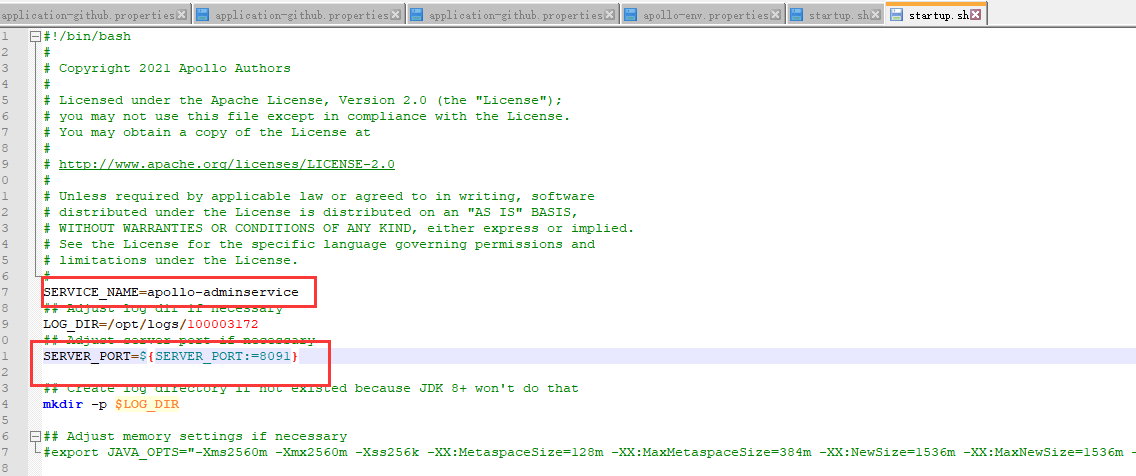 application-github.properties application-github.properties application-github.properties apollo-env.properties startup.sh startup.sh
1 #!/bin/bash
2 #
3 # Copyright 2021 Apollo Authors
4 #
5 # Licensed under the Apache License, Version 2.0 (the "License");
6 # you may not use this file except in compliance with the License.
7 # You may obtain a copy of the License at
8 #
9 # http://www.apache.org/licenses/LICENSE-2.0
0 #
1 # Unless required by applicable law or agreed to in writing, software
2 # distributed under the License is distributed on an "AS IS" BASIS,
3 # WITHOUT WARRANTIES OR CONDITIONS OF ANY KIND, either express or implied.
4 # See the License for the specific language governing permissions and
5 # limitations under the License.
6 #
7 SERVICE_NAME=apollo-adminservice
8 ## Adjust log dir if necessary
9 LOG_DIR=/opt/logs/100003172
0 ## Adjust server port if necessary
1 SERVER_PORT=${SERVER_PORT:=8091}
2
3 ## Create log directory if not existed because JDK 8+ won't do that
4 mkdir -p $LOG_DIR
5
6 ## Adjust memory settings if necessary
7 #export JAVA_OPTS="-Xms2560m -Xmx2560m -Xss256k -XX:MetaspaceSize=128m -XX:MaxMetaspaceSize=384m -XX:NewSize=1536m -XX:MaxNewSize=1536m -
8